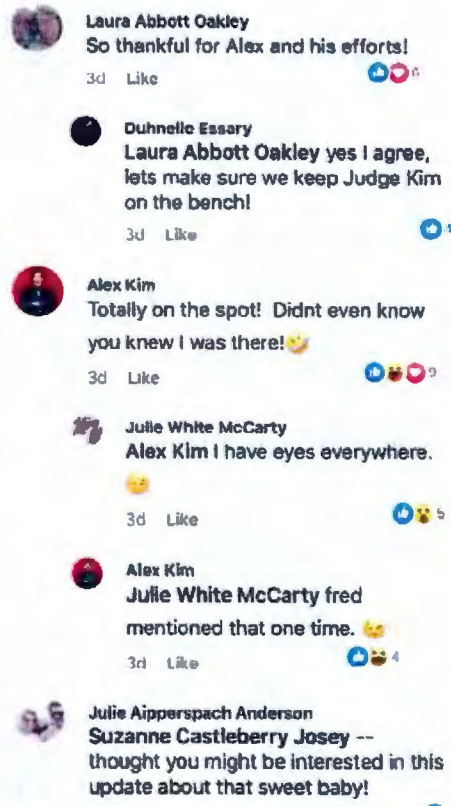 Laura Abbott Oakley
So thankful for Alex and his efforts!
3d Like 6
Duhnelle Essary
Laura Abbott Oakley yes I agree,
lets make sure we keep Judge Kim
on the bench!
3d Like
Alex Kim
Totally on the spot! Didnt even know
you knew I was there!🤣
3d Like 9
Julie White McCarty
Alex Kim I have eyes everywhere.
😉
3d Like 5
Alex Kim
Julie White McCarty fred
mentioned that one time. 😉
3d Like 4
Julie Aipperspach Anderson
Suzanne Castleberry Josey --
thought you might be interested in this
update about that sweet baby!